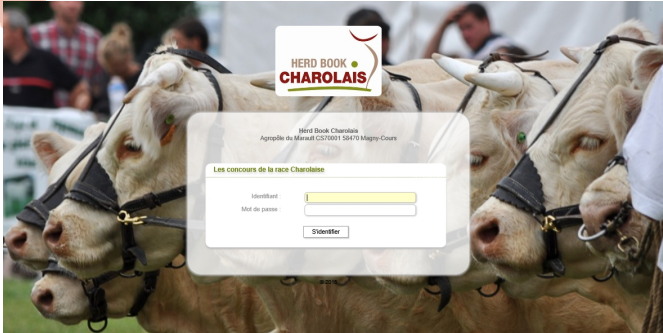 HERD BOOK
CHAROLAIS
Herd Book Charolais
Agropôle du Marault CS70001 58470 Magny-Cours
Les concours de la race Charolaise
Identifiant
Mot de passe
S'identifier